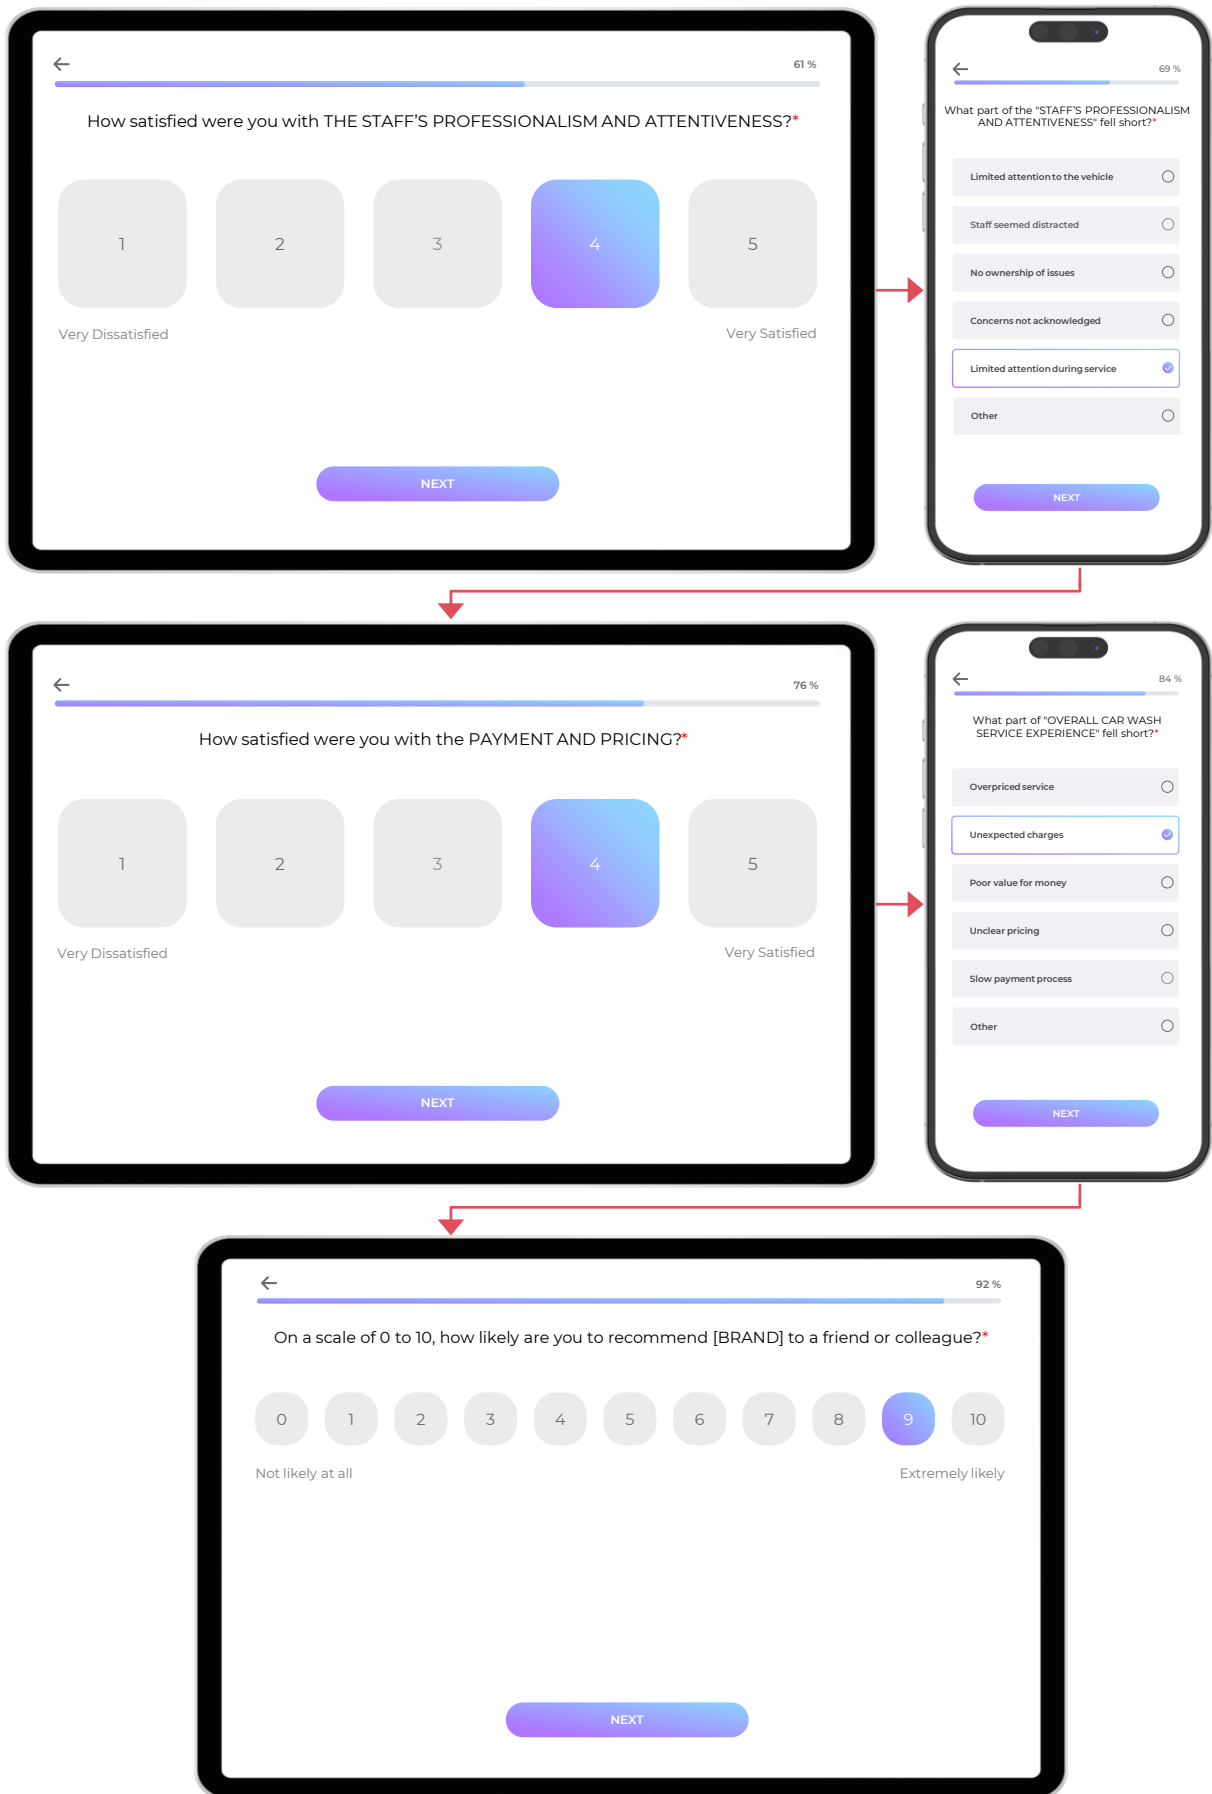 61 %
How satisfied were you with THE STAFF'S PROFESSIONALISM AND ATTENTIVENESS?*
1
2
3
4
5
Very Dissatisfied
Very Satisfied
NEXT
69 %
What part of the "STAFF'S PROFESSIONALISM
AND ATTENTIVENESS" fell short?*
Limited attention to the vehicle
Staff seemed distracted
No ownership of issues
Concerns not acknowledged
Limited attention during service
Other
NEXT
76 %
How satisfied were you with the PAYMENT AND PRICING?*
1
2
3
4
5
Very Dissatisfied
Very Satisfied
NEXT
84 %
What part of "OVERALL CAR WASH
SERVICE EXPERIENCE" fell short?*
Overpriced service
Unexpected charges
Poor value for money
Unclear pricing
Slow payment process
Other
NEXT
92 %
On a scale of 0 to 10, how likely are you to recommend [BRAND] to a friend or colleague?*
0
1
2
3
4
5
6
7
8
9
10
Not likely at all
Extremely likely
NEXT